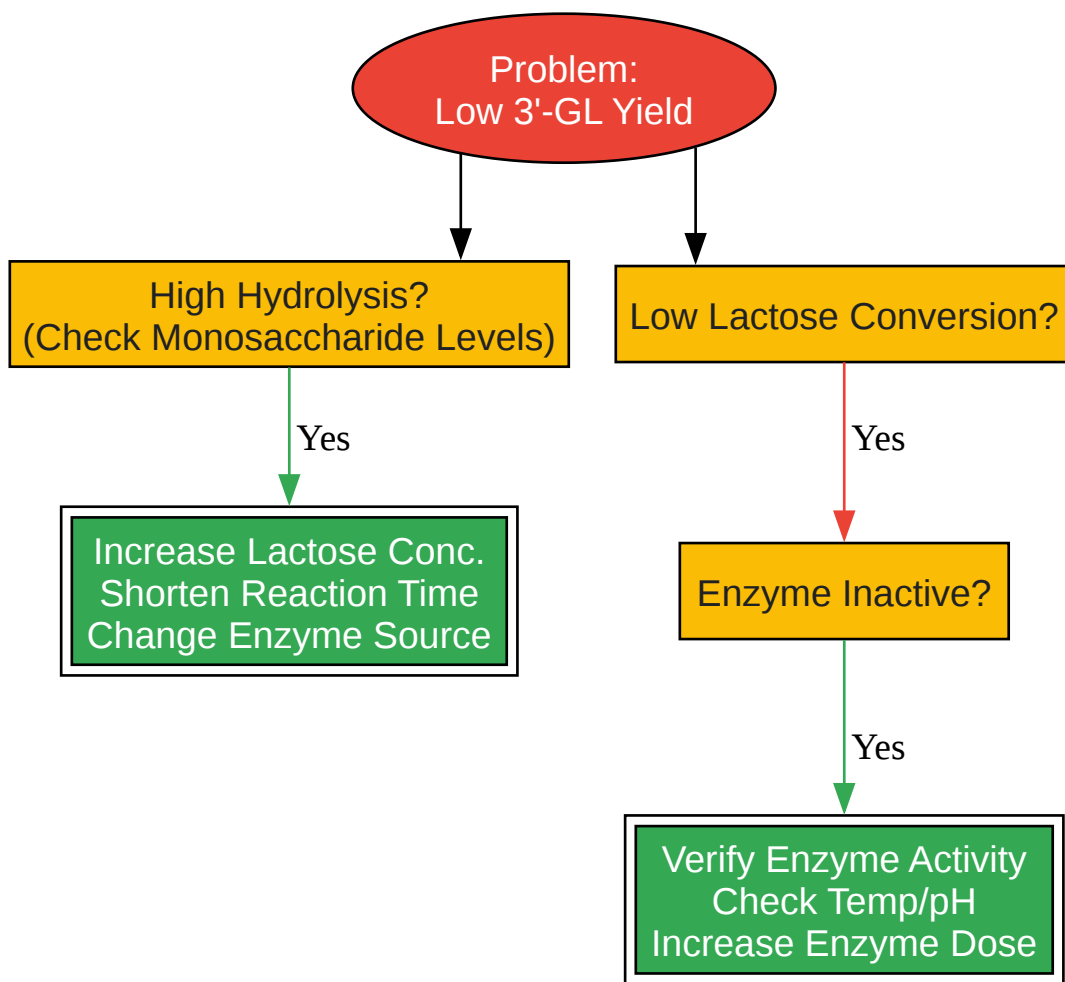 Problem:
Low 3'-GL Yield
High Hydrolysis?
(Check Monosaccharide Levels)
Low Lactose Conversion?
Yes
Yes
Increase Lactose Conc.
Shorten Reaction Time
Change Enzyme Source
Enzyme Inactive?
Yes
Verify Enzyme Activity
Check Temp/pH
Increase Enzyme Dose